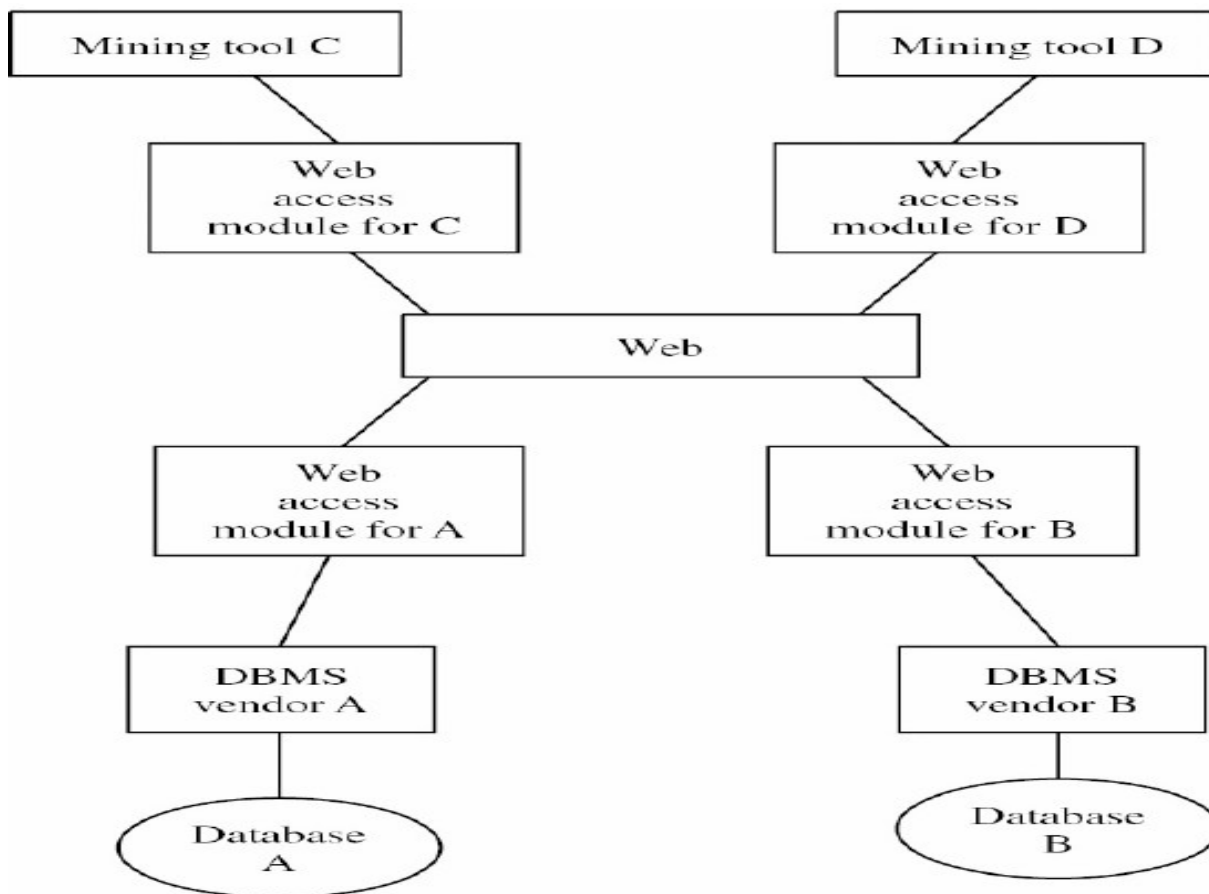 Mining tool C
Mining tool D
Web
access
module for C
Web
access
module for D
Web
Web
access
module for A
Web
access
module for B
DBMS
vendor A
DBMS
vendor B
Database
A
Database
B